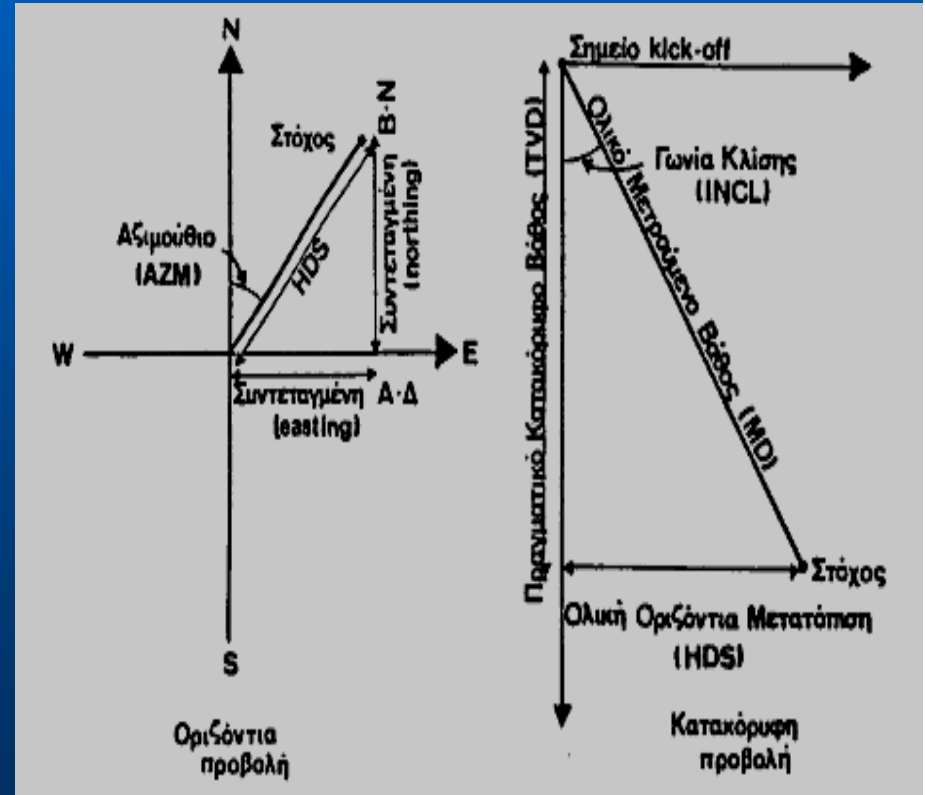 N
Στόχος
Β·Ν
Συντεταγμένη
(northing)
Αξιμούθιο
(AZM)
HDS
W
E
Συντεταγμένη Α·Δ
(easting)
S
Οριζόντια
προβολή
Σημείο kick-off
Πραγματικό Κατακόρυφο Βάθος (TVD)
Ολικό Μετρούμενο Βάθος (MD)
Γωνία Κλίσης
(INCL)
Στόχος
Ολική Οριζόντια Μετατόπιση
(HDS)
Κατακόρυφη
προβολή